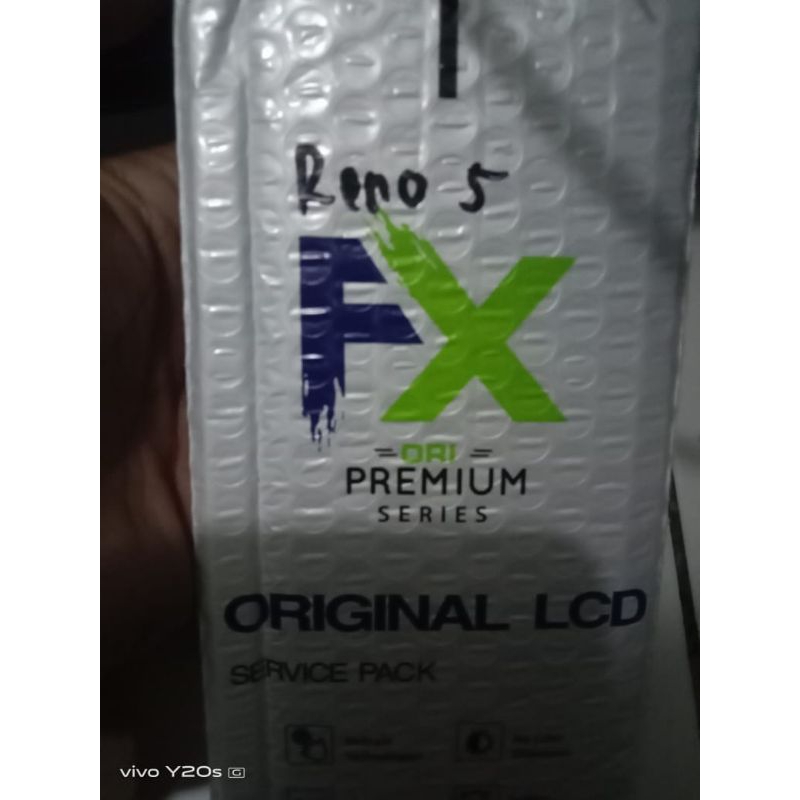 Reno 5
FX
ORI
PREMIUM
SERIES
ORIGINAL LCD
SERVICE PACK
vivo Y20s G